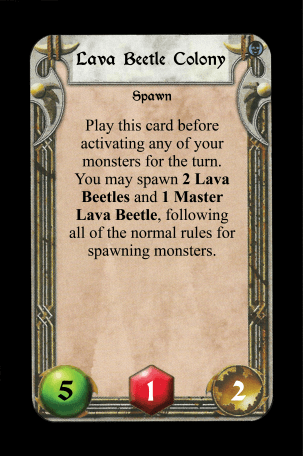 Lava Beetle Colony
Spawn
Play this card before
activating any of your
monsters for the turn.
You may spawn 2 Lava
Beetles and 1 Master
Lava Beetle, following
all of the normal rules for
spawning monsters.
5 1 2